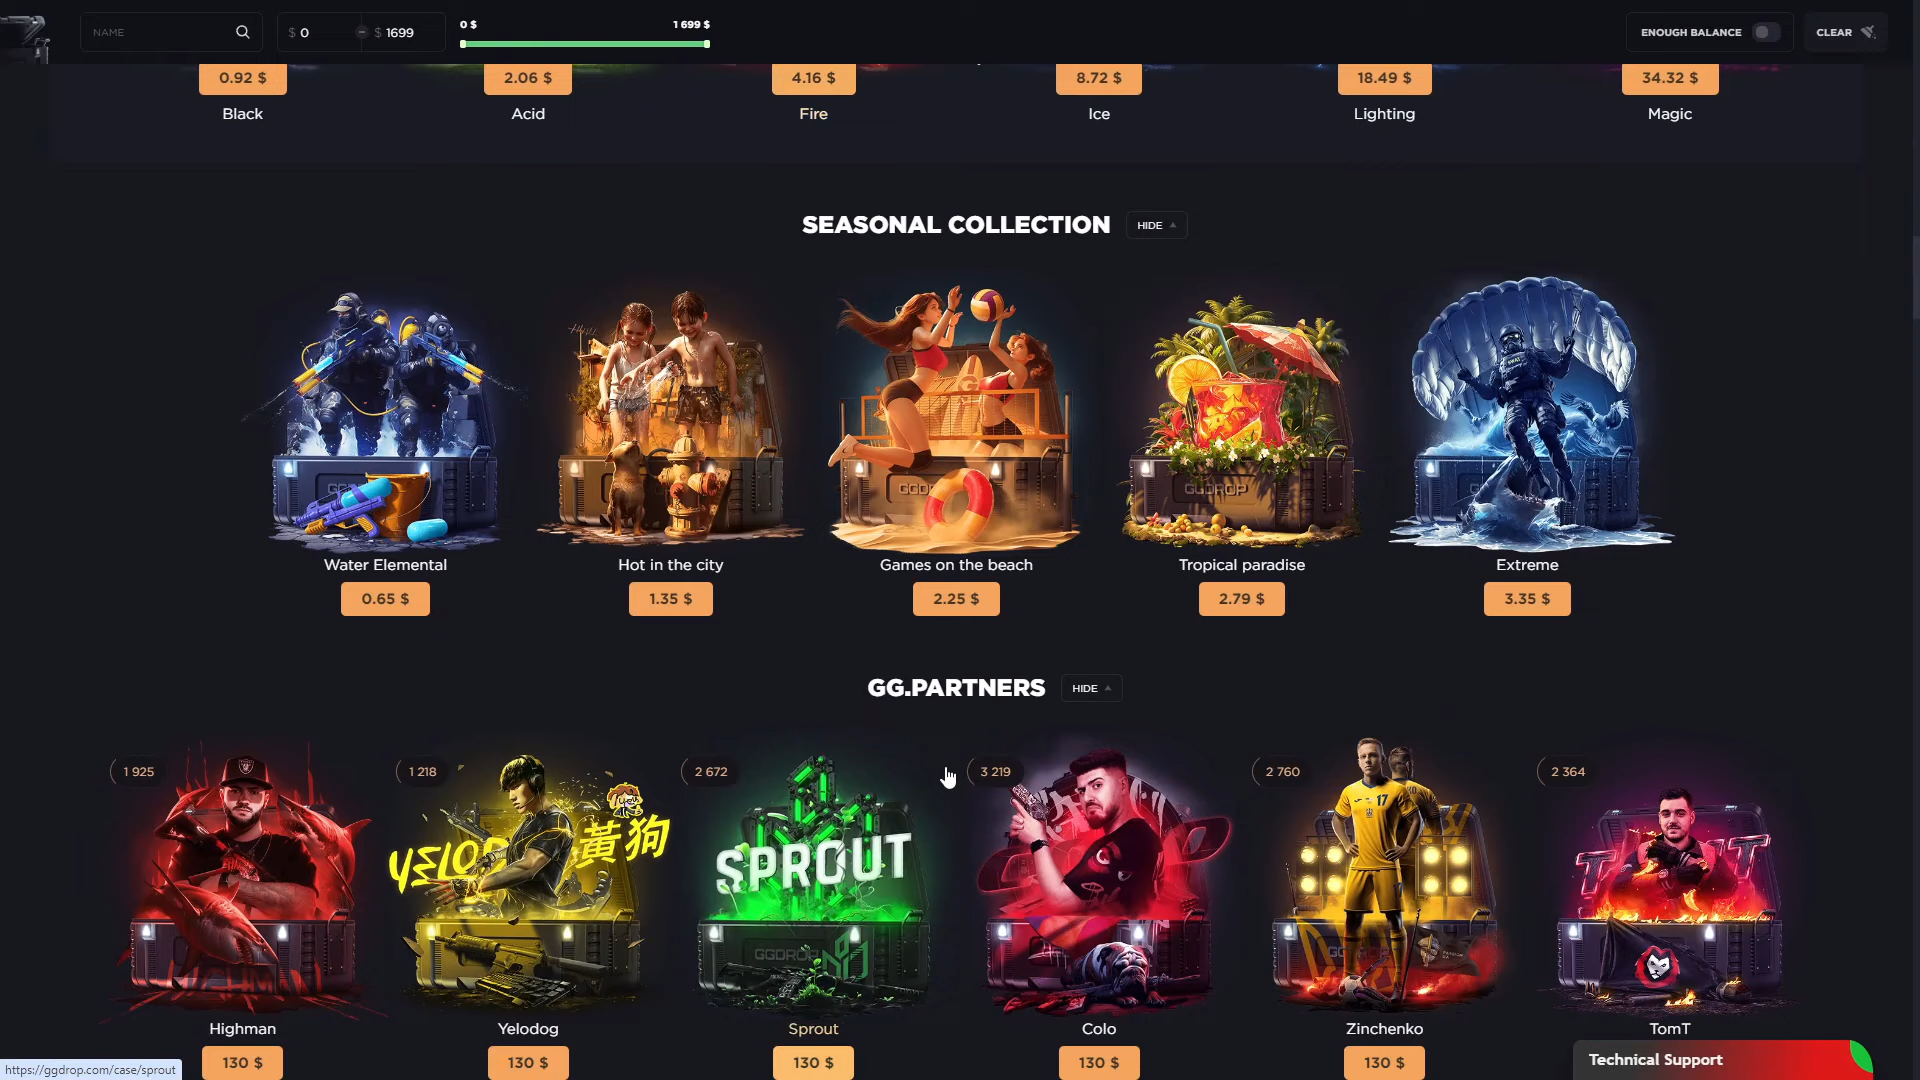 NAME
$ 0
$ 1699
0 $
1 699 $
ENOUGH BALANCE
CLEAR
0.92 $
2.06 $
4.16 $
8.72 $
18.49 $
34.32 $
Black
Acid
Fire
Ice
Lighting
Magic
SEASONAL COLLECTION
HIDE
GGDROP
Water Elemental
Hot in the city
Games on the beach
Tropical paradise
Extreme
0.65 $
1.35 $
2.25 $
2.79 $
3.35 $
GG.PARTNERS
HIDE
1 925
1 218
2 672
3 219
2 760
2 364
黃狗
SPROUT
17
GGDROP
Highman
Yelodog
Sprout
Colo
Zinchenko
TomT
130 $
130 $
130 $
130 $
130 $
Technical Support
https://ggdrop.com/case/sprout